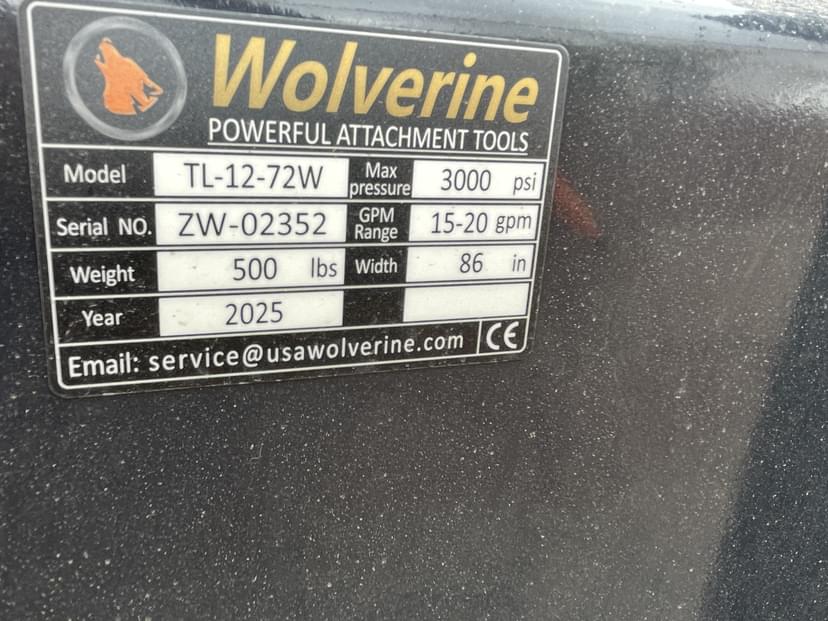 Wolverine
POWERFUL ATTACHMENT TOOLS
Model TL-12-72W Max pressure 3000 psi
Serial NO. ZW-02352 GPM Range 15-20 gpm
Weight 500 lbs Width 86 in
Year 2025
Email: service@usawolverine.com CE